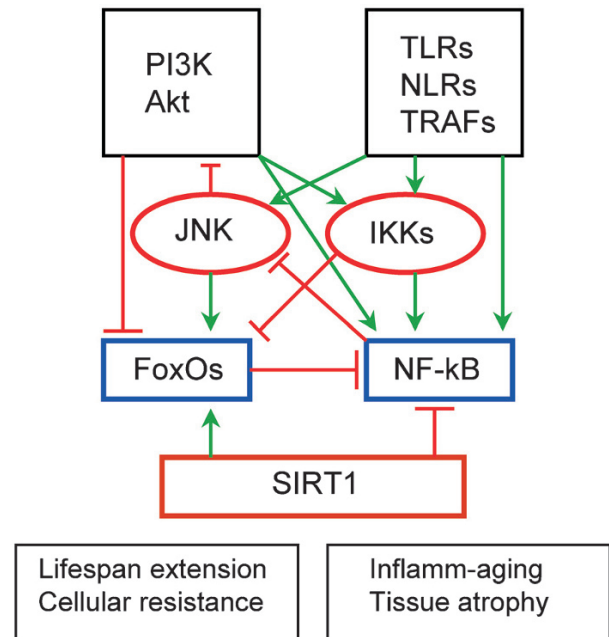 PI3K
Akt
TLRs
NLRs
TRAFs
JNK
IKKs
FoxOs
NF-kB
SIRT1
Lifespan extension
Cellular resistance
Inflamm-aging
Tissue atrophy